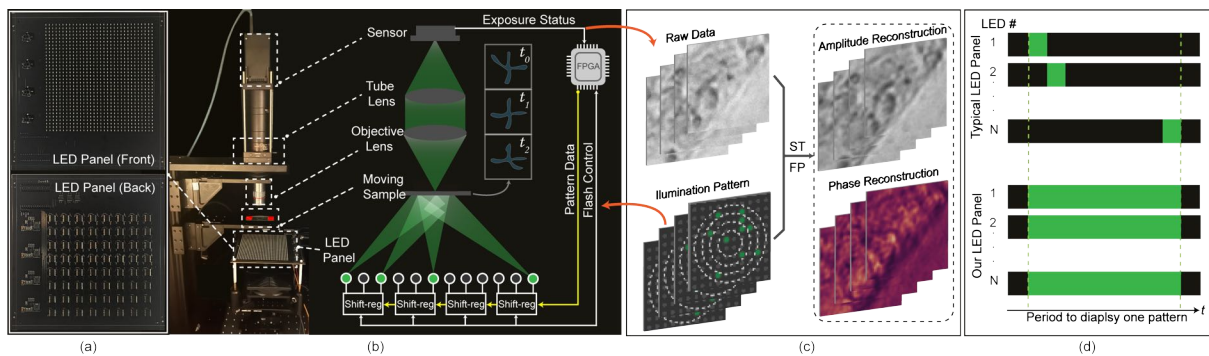 LED Panel (Front)
LED Panel (Back)
Sensor
Tube
Lens
Objective
Lens
Moving
Sample
LED
Panel
Exposure Status
FPGA
t0
t1
t2
Pattern Data
Flash Control
Shift-reg
Shift-reg
Shift-reg
Shift-reg
Raw Data
Illumination Pattern
ST
FP
Amplitude Reconstruction
Phase Reconstruction
LED #
Typical LED Panel
1
2
.
.
N
Our LED Panel
1
2
.
.
N
t
Period to diaplsy one pattern
(a)
(b)
(c)
(d)